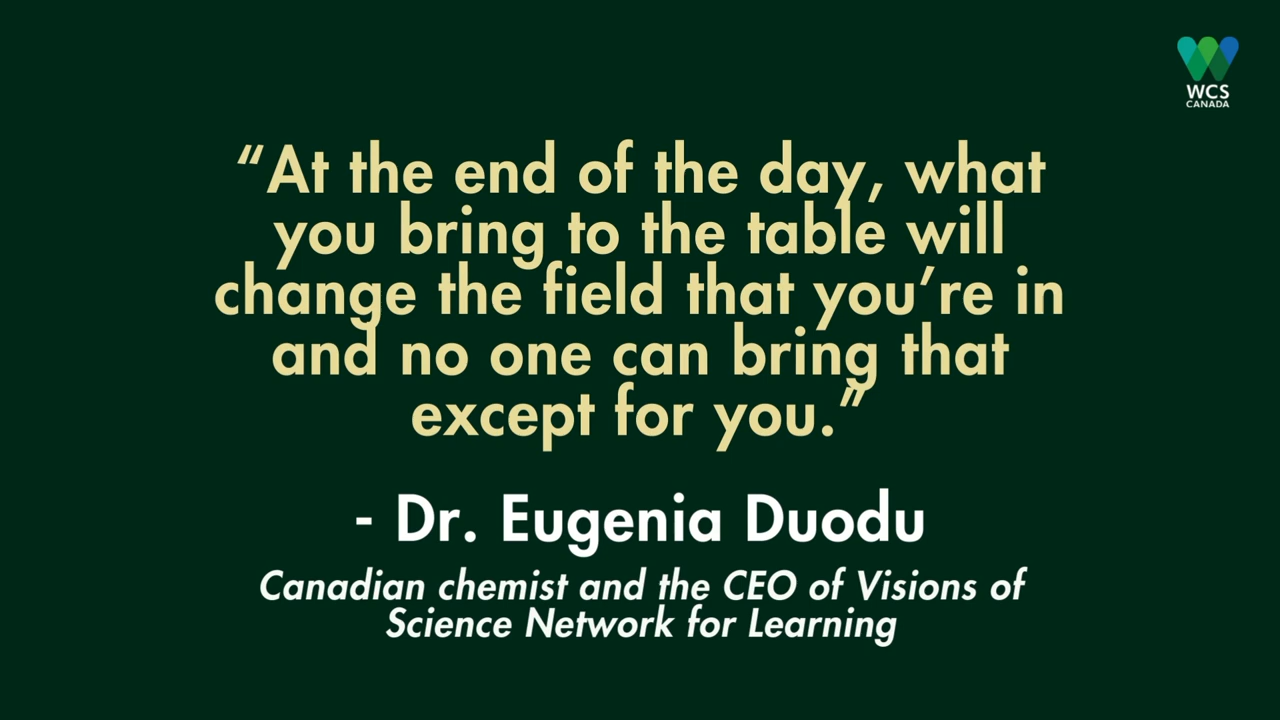 WCS
CANADA
“At the end of the day, what
you bring to the table will
change the field that you’re in
and no one can bring that
except for you.”
- Dr. Eugenia Duodu
Canadian chemist and the CEO of Visions of
Science Network for Learning